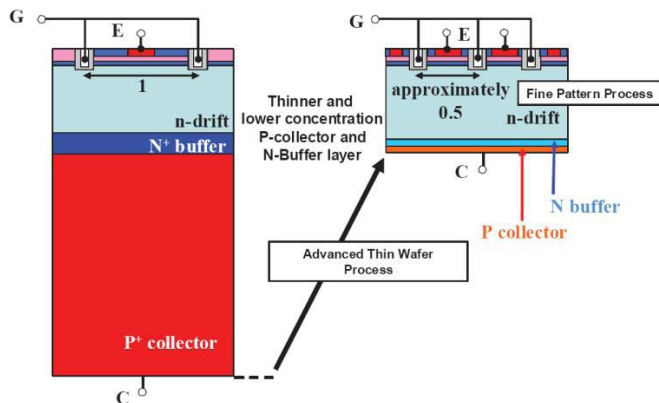 G
E
1
n-drift
N⁺ buffer
P⁺ collector
C
Thinner and
lower concentration
P-collector and
N-Buffer layer
Advanced Thin Wafer
Process
G
E
approximately
0.5
n-drift
Fine Pattern Process
C
N buffer
P collector